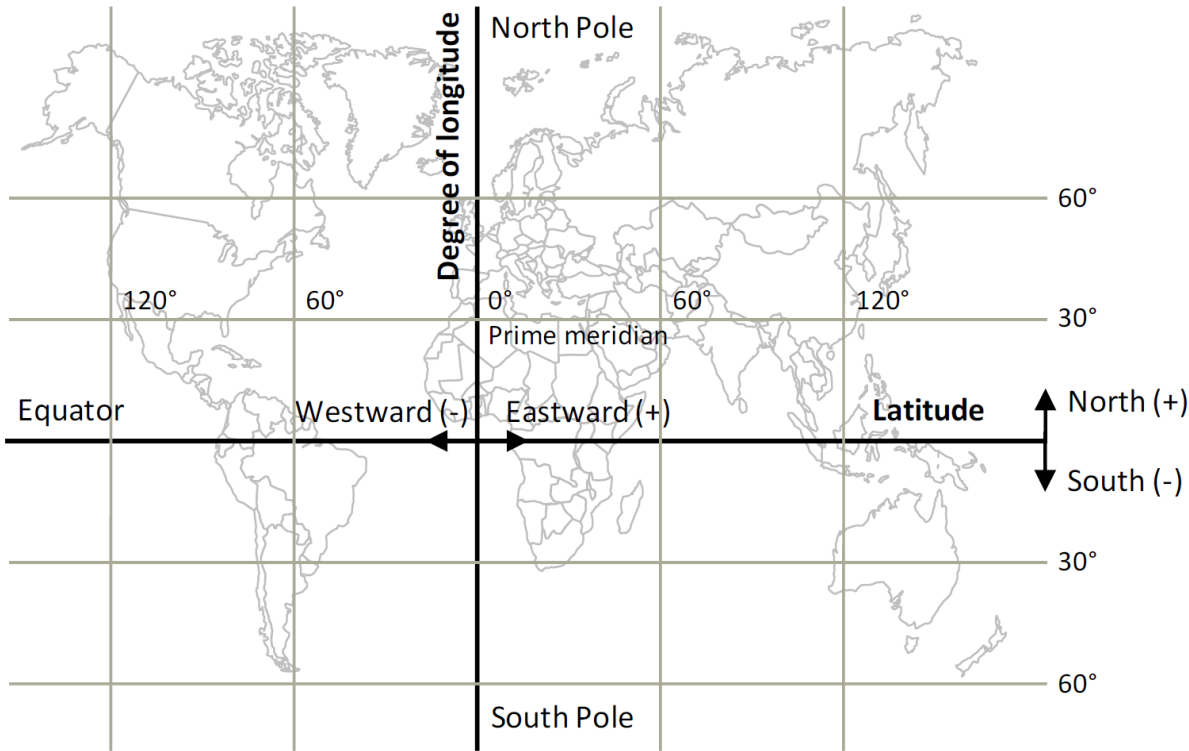 North Pole
Degree of longitude
60°
120°
60°
0°
60°
120°
30°
Prime meridian
Equator
Westward (-)
Eastward (+)
Latitude
North (+)
South (-)
30°
60°
South Pole